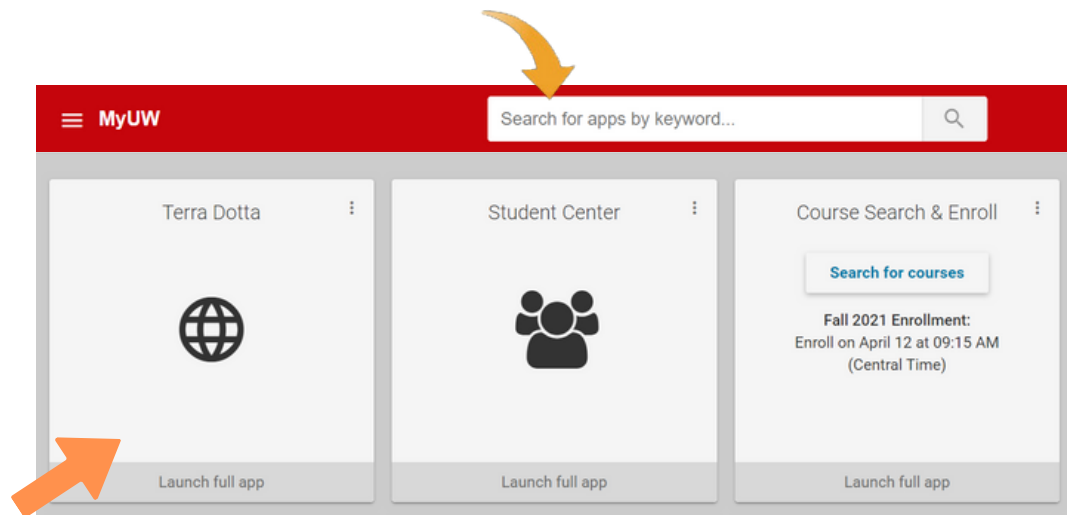 MyUW
Search for apps by keyword...
Terra Dotta
Launch full app
Student Center
Launch full app
Course Search & Enroll
Search for courses
Fall 2021 Enrollment:
Enroll on April 12 at 09:15 AM
(Central Time)
Launch full app